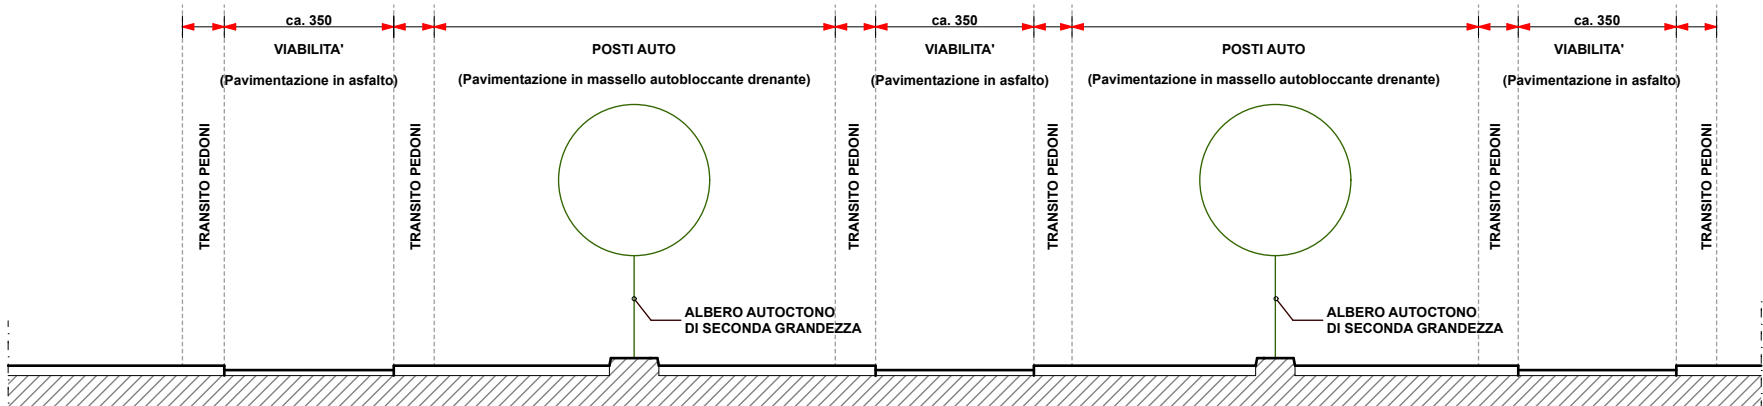 ca. 350
ca. 350
ca. 350
VIABILITA'
POSTI AUTO
VIABILITA'
POSTI AUTO
VIABILITA'
(Pavimentazione in asfalto)
(Pavimentazione in massello autobloccante drenante)
(Pavimentazione in asfalto)
(Pavimentazione in massello autobloccante drenante)
(Pavimentazione in asfalto)
TRANSITO PEDONI
TRANSITO PEDONI
TRANSITO PEDONI
TRANSITO PEDONI
TRANSITO PEDONI
TRANSITO PEDONI
ALBERO AUTOCTONO
DI SECONDA GRANDEZZA
ALBERO AUTOCTONO
DI SECONDA GRANDEZZA